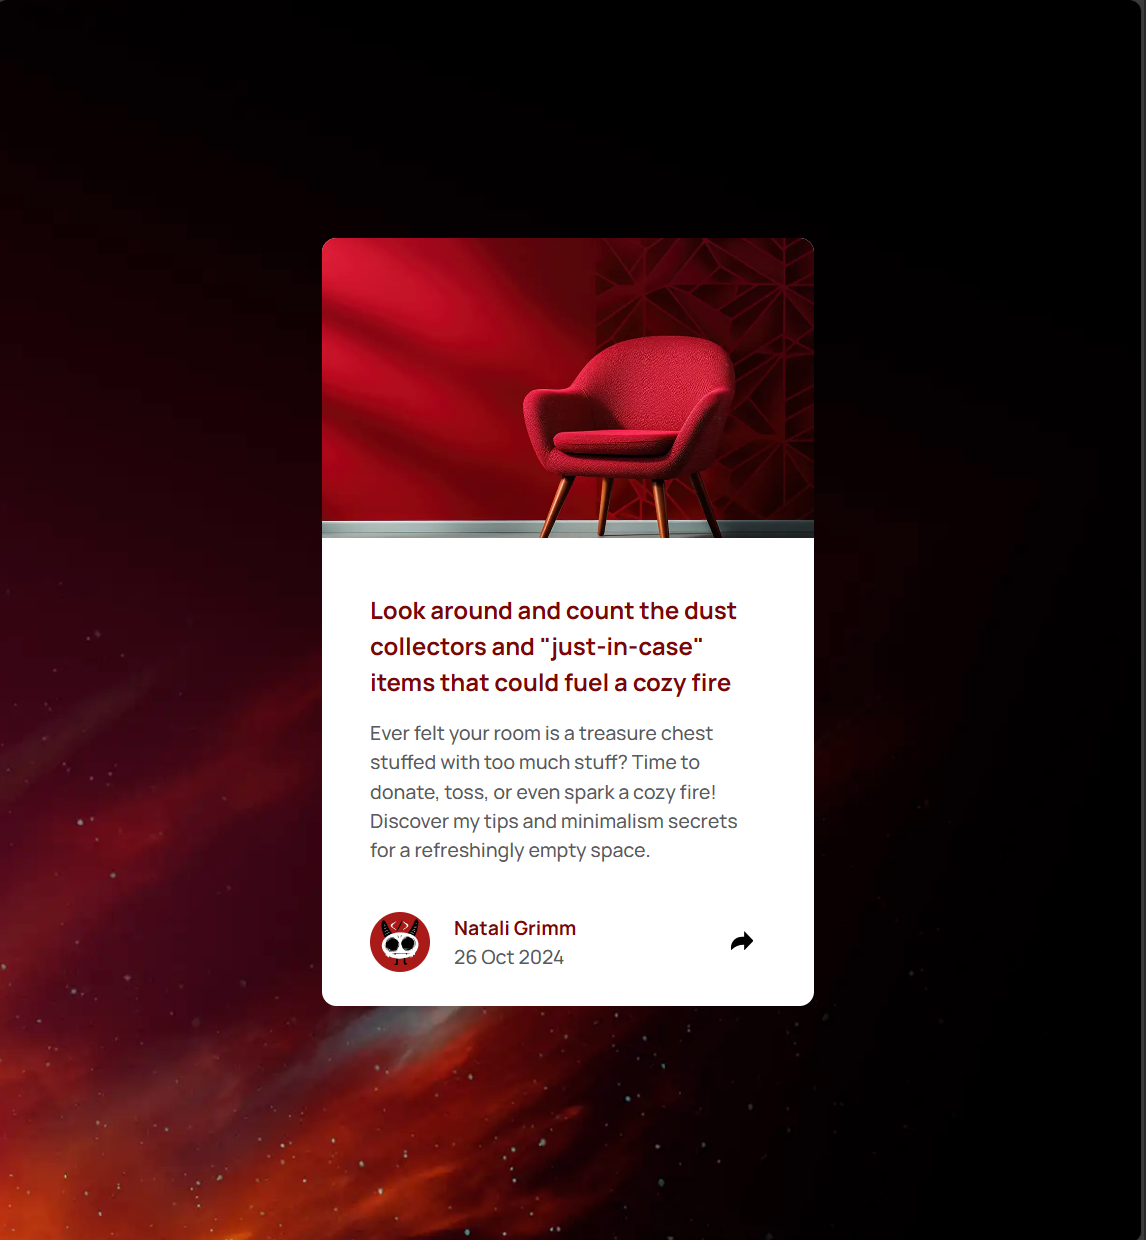 Look around and count the dust
collectors and "just-in-case"
items that could fuel a cozy fire
Ever felt your room is a treasure chest
stuffed with too much stuff? Time to
donate, toss, or even spark a cozy fire!
Discover my tips and minimalism secrets
for a refreshingly empty space.
Natali Grimm
26 Oct 2024